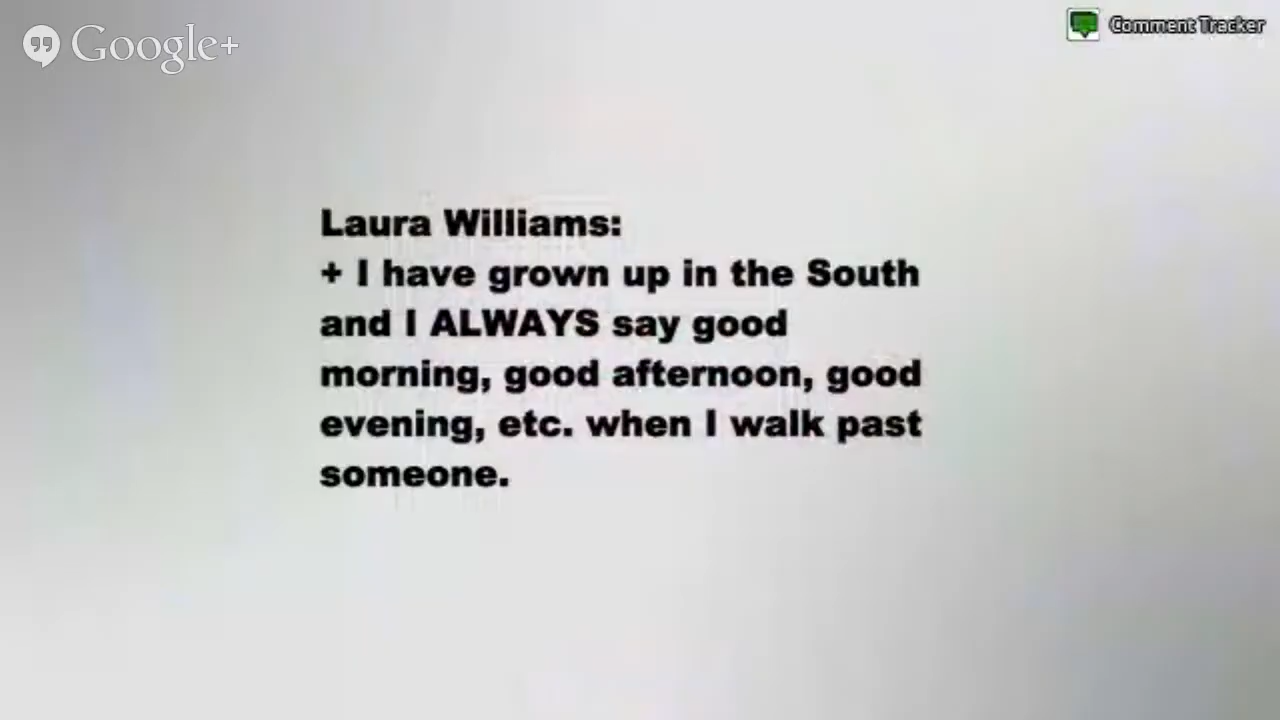 Google+
Comment Tracker
Laura Williams:
+ I have grown up in the South
and I ALWAYS say good
morning, good afternoon, good
evening, etc. when I walk past
someone.